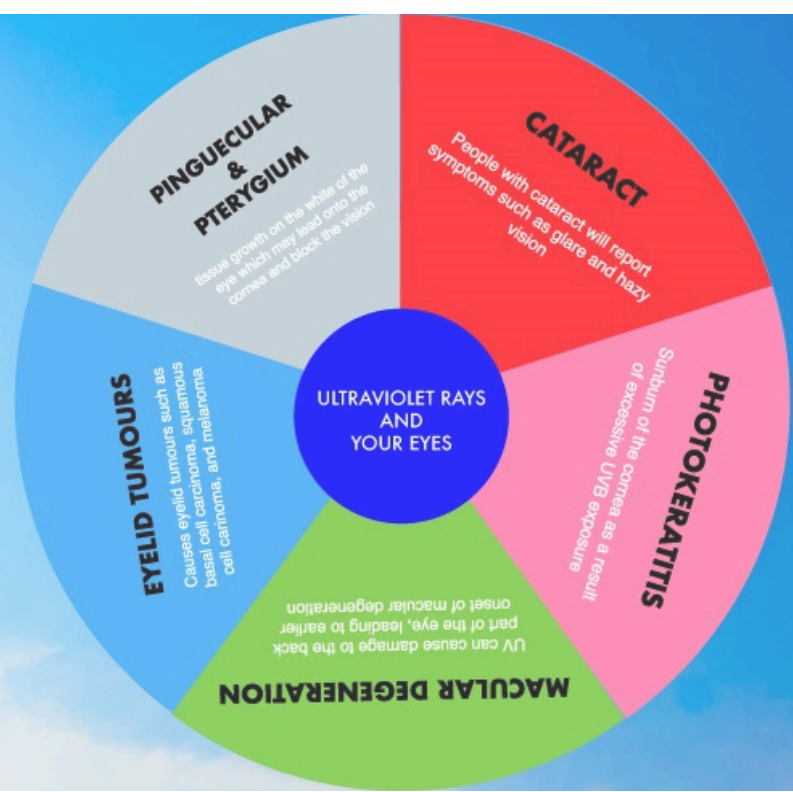 ULTRAVIOLET RAYS
AND
YOUR EYES
CATARACT
People with cataract will report
symptoms such as glare and hazy
vision
PHOTOKERATITIS
Sunburn of the cornea as a result
of excessive UVB exposure
MACULAR DEGENERATION
UV can cause damage to the back
part of the eye, leading to earlier
onset of macular degeneration
EYELID TUMOURS
Causes eyelid tumours such as
basal cell carcinoma, squamous
cell carinoma, and melanoma
PINGUECULAR
&
PTERYGIUM
tissue growth on the white of the
eye which may lead onto the
cornea and block the vision